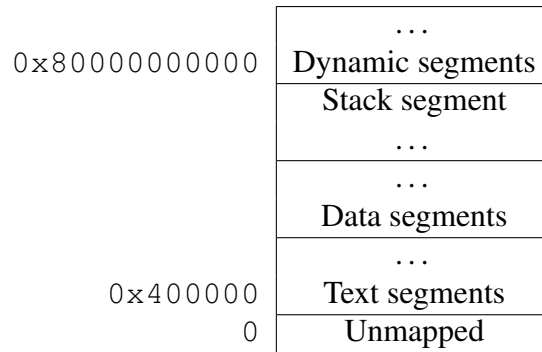 ...
0x80000000000 Dynamic segments
Stack segment
...
...
Data segments
...
0x400000 Text segments
0 Unmapped